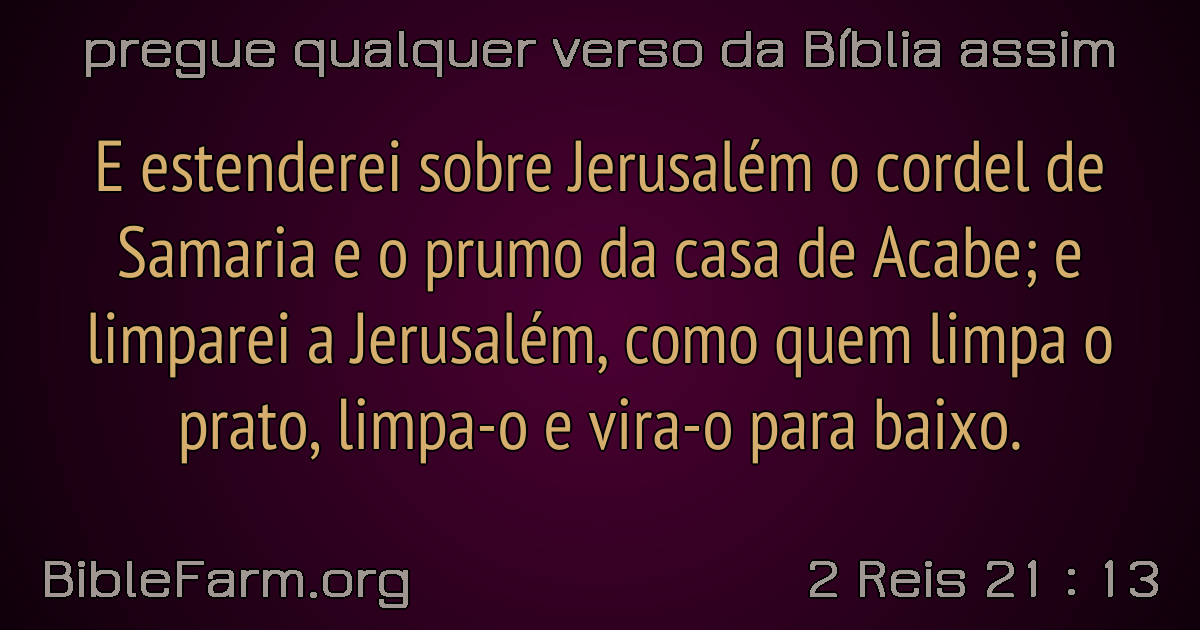 pregue qualquer verso da Bíblia assim
E estenderei sobre Jerusalém o cordel de
Samaria e o prumo da casa de Acabe; e
limparei a Jerusalém, como quem limpa o
prato, limpa-o e vira-o para baixo.
BibleFarm.org
2 Reis 21 : 13